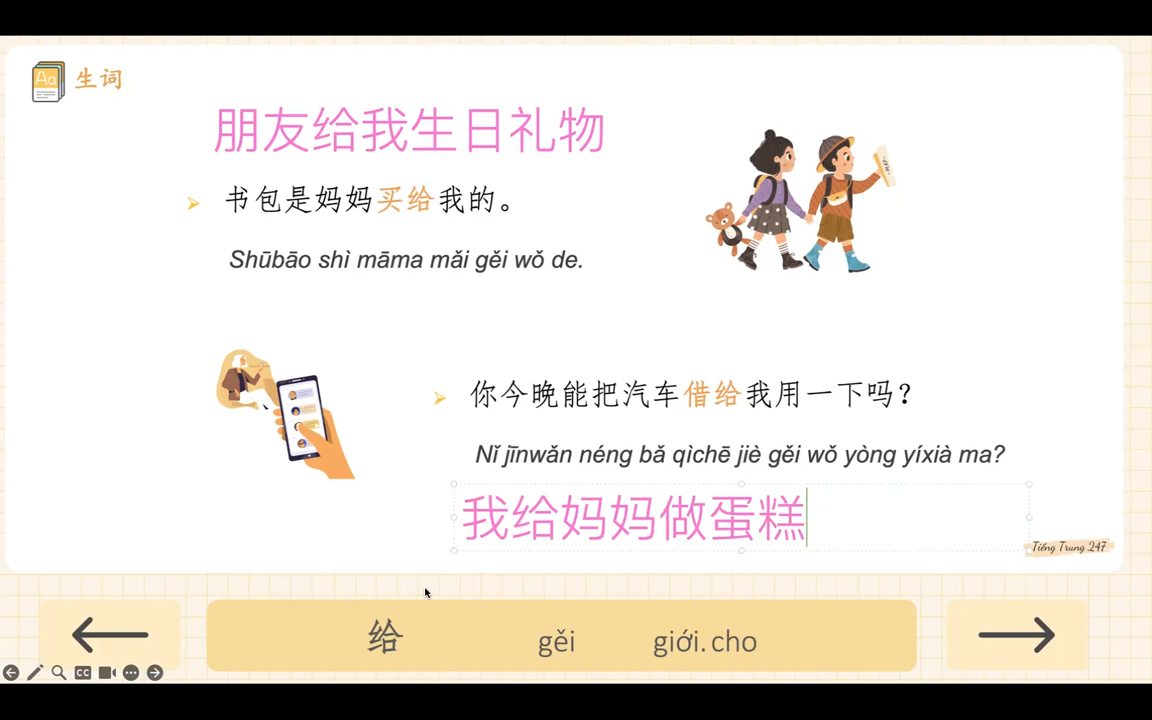 Aa 生词
朋友给我生日礼物
书包是妈妈买给我的。
Shūbāo shì māma mǎi gěi wǒ de.
你今晚能把汽车借给我用一下吗?
Nǐ jīnwǎn néng bǎ qìchē jiè gěi wǒ yòng yíxià ma?
我给妈妈做蛋糕
Tiếng Trung 247
给 gěi giới. cho
CC